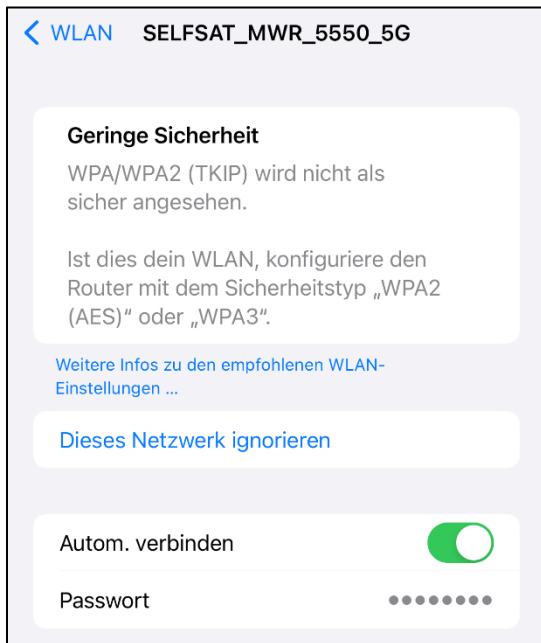 WLAN SELFSAT_MWR_5550_5G
Geringe Sicherheit
WPA/WPA2 (TKIP) wird nicht als
sicher angesehen.
Ist dies dein WLAN, konfiguriere den
Router mit dem Sicherheitstyp „WPA2
(AES)“ oder „WPA3“.
Weitere Infos zu den empfohlenen WLAN-
Einstellungen ...
Dieses Netzwerk ignorieren
Autom. verbinden
Passwort ●●●●●●●●